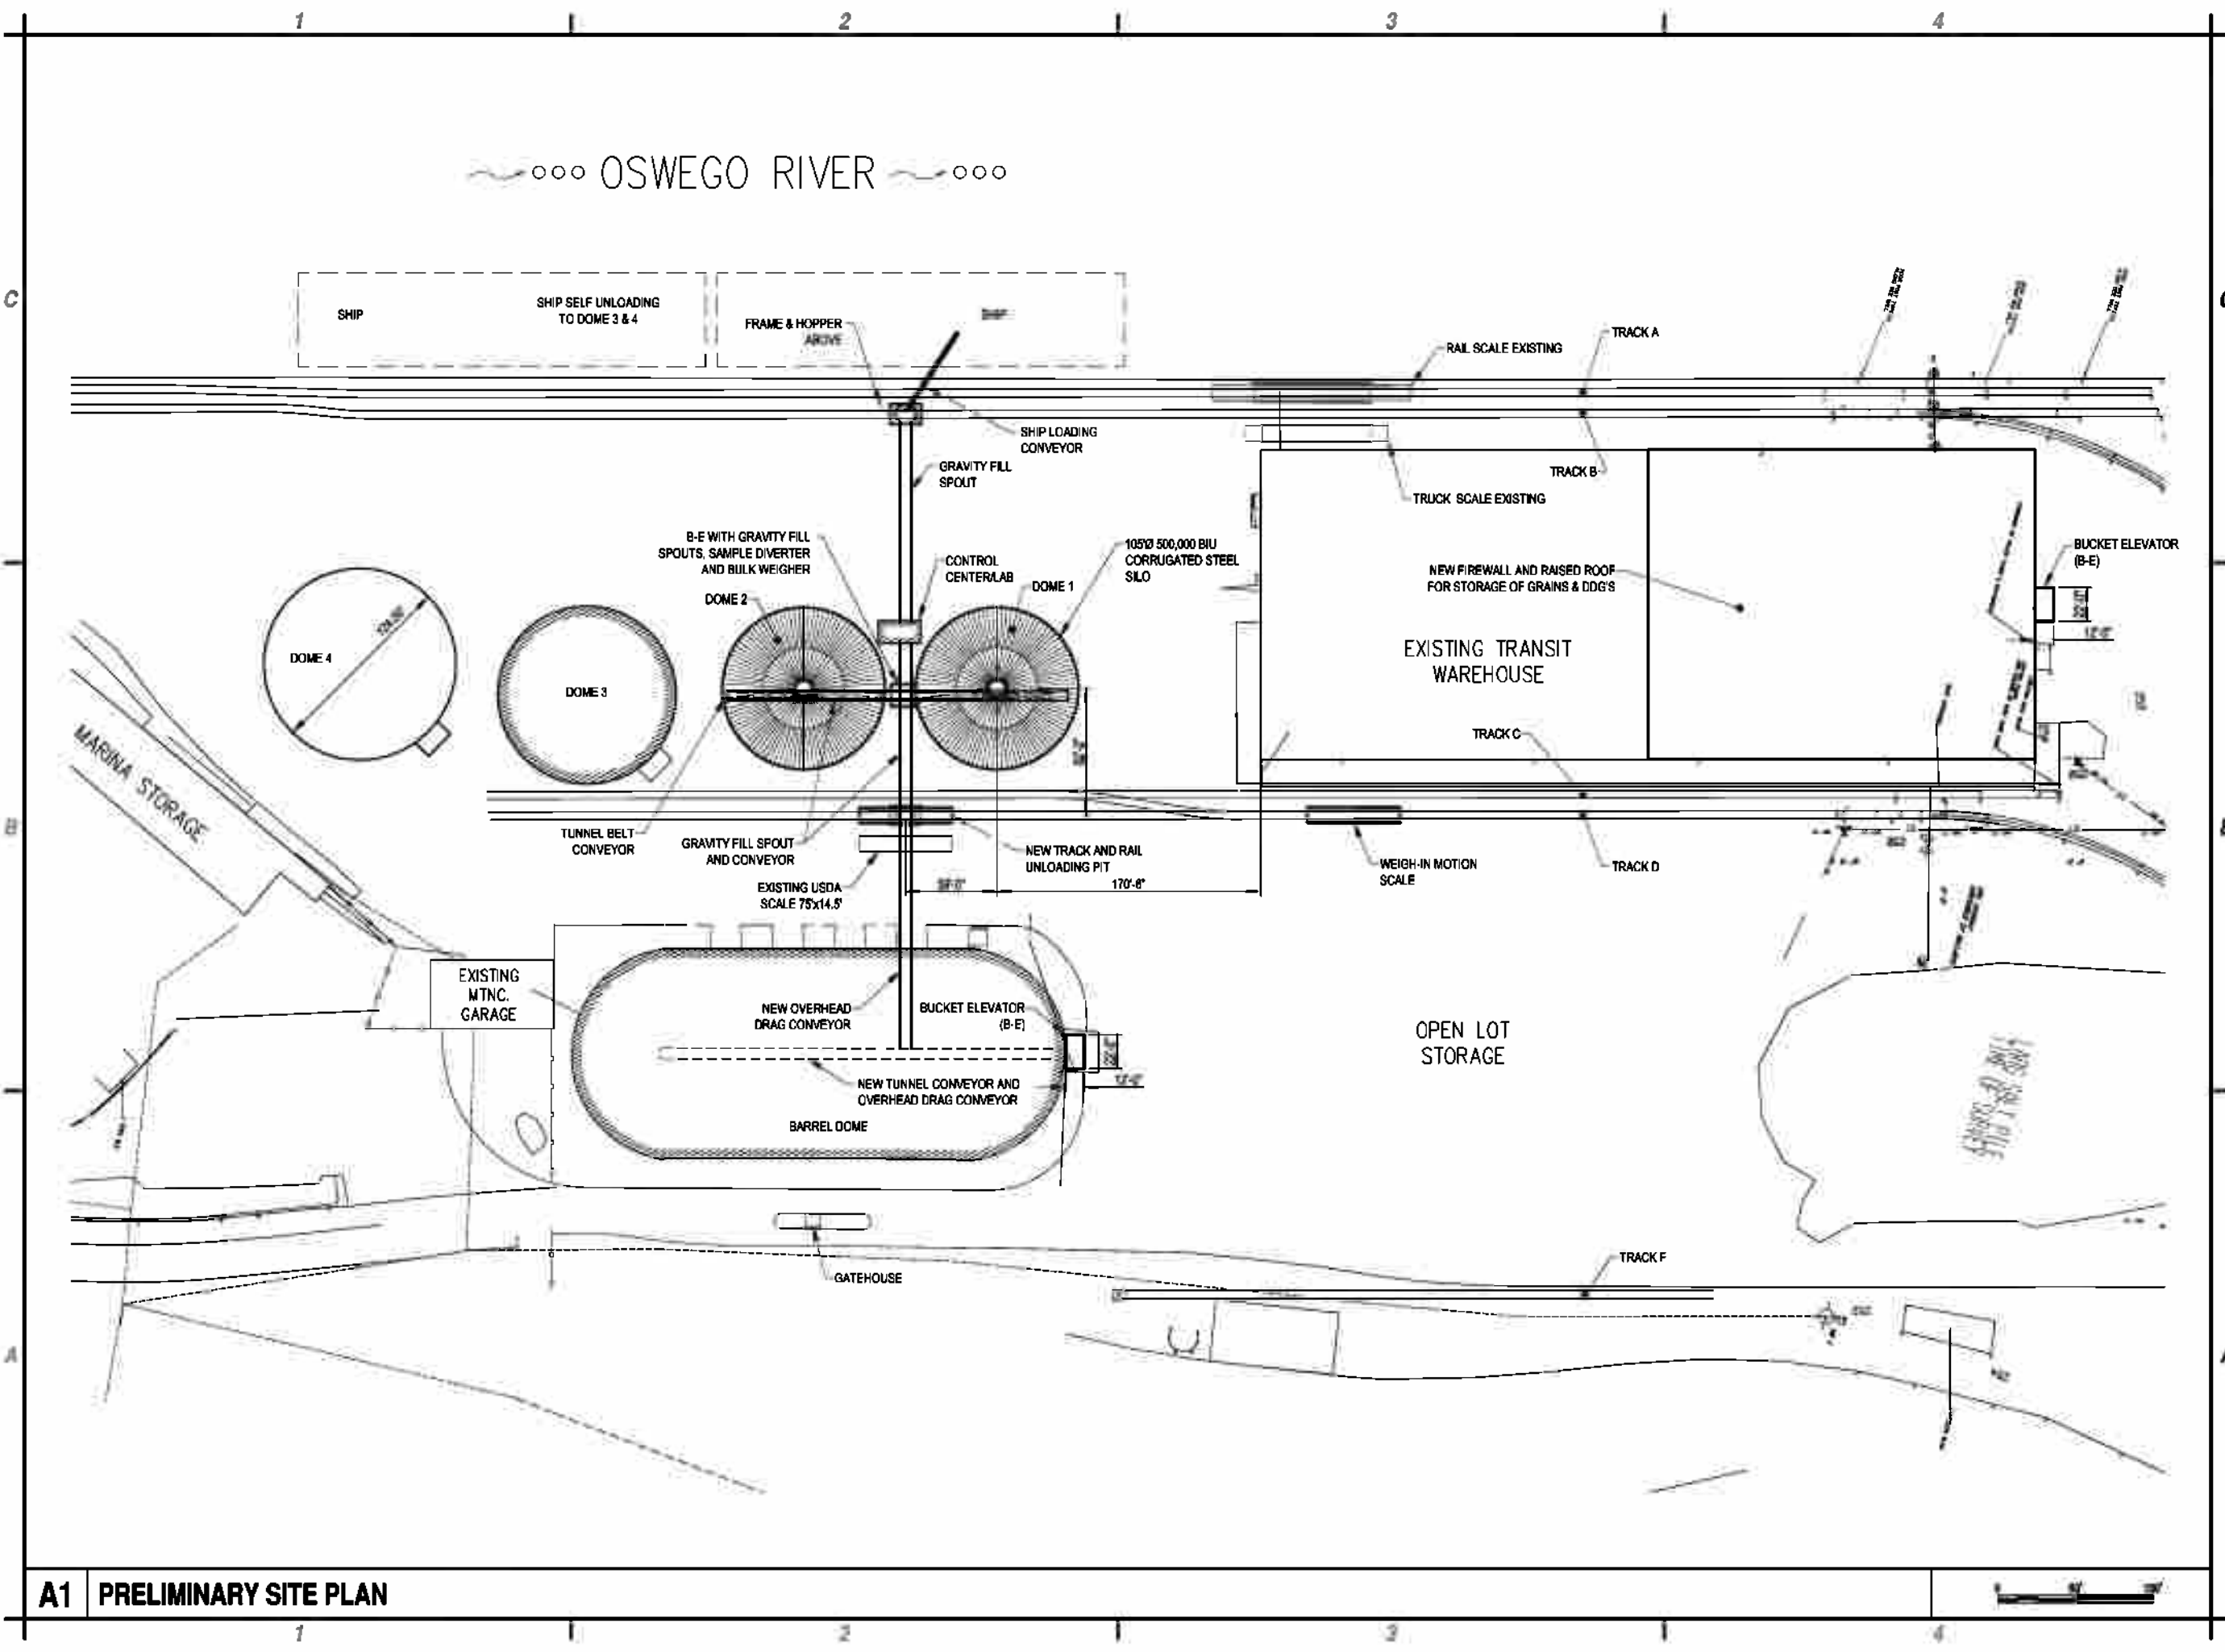 1
2
3
4
OSWEGO RIVER
C
SHIP
SHIP SELF UNLOADING
TO DOME 3 & 4
FRAME & HOPPER
ABOVE
SHIP
TRACK A
RAIL SCALE EXISTING
SHIP LOADING
CONVEYOR
GRAVITY FILL
SPOUT
TRACK B
TRUCK SCALE EXISTING
B-E WITH GRAVITY FILL
SPOUTS, SAMPLE DIVERTER
AND BULK WEIGHER
CONTROL
CENTER/LAB
105'Ø 500,000 BIU
CORRUGATED STEEL
SILO
DOME 1
DOME 2
BUCKET ELEVATOR
(B-E)
NEW FIREWALL AND RAISED ROOF
FOR STORAGE OF GRAINS & DDG'S
22'-0"
12'-0"
EXISTING TRANSIT
WAREHOUSE
DOME 4
DOME 3
MARINA STORAGE
TRACK C
B
TUNNEL BELT
CONVEYOR
GRAVITY FILL SPOUT
AND CONVEYOR
NEW TRACK AND RAIL
UNLOADING PIT
WEIGH-IN MOTION
SCALE
TRACK D
EXISTING USDA
SCALE 75'x14.5'
170'-6"
EXISTING
MTNC.
GARAGE
NEW OVERHEAD
DRAG CONVEYOR
BUCKET ELEVATOR
(B-E)
12'-0"
OPEN LOT
STORAGE
NEW TUNNEL CONVEYOR AND
OVERHEAD DRAG CONVEYOR
BARREL DOME
GATEHOUSE
TRACK F
A
A1
PRELIMINARY SITE PLAN
1
2
3
4